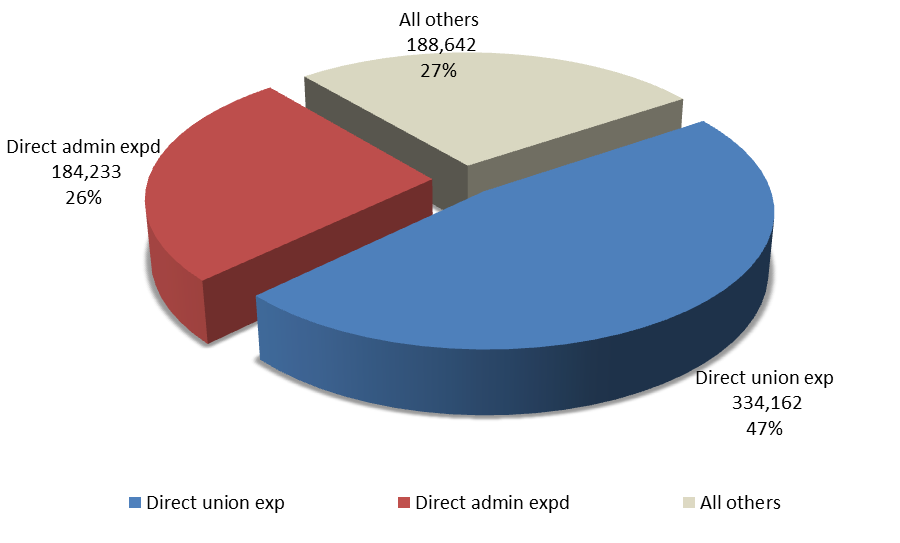 All others
188,642
27%
Direct admin expd
184,233
26%
Direct union exp
334,162
47%
Direct union exp
Direct admin expd
All others